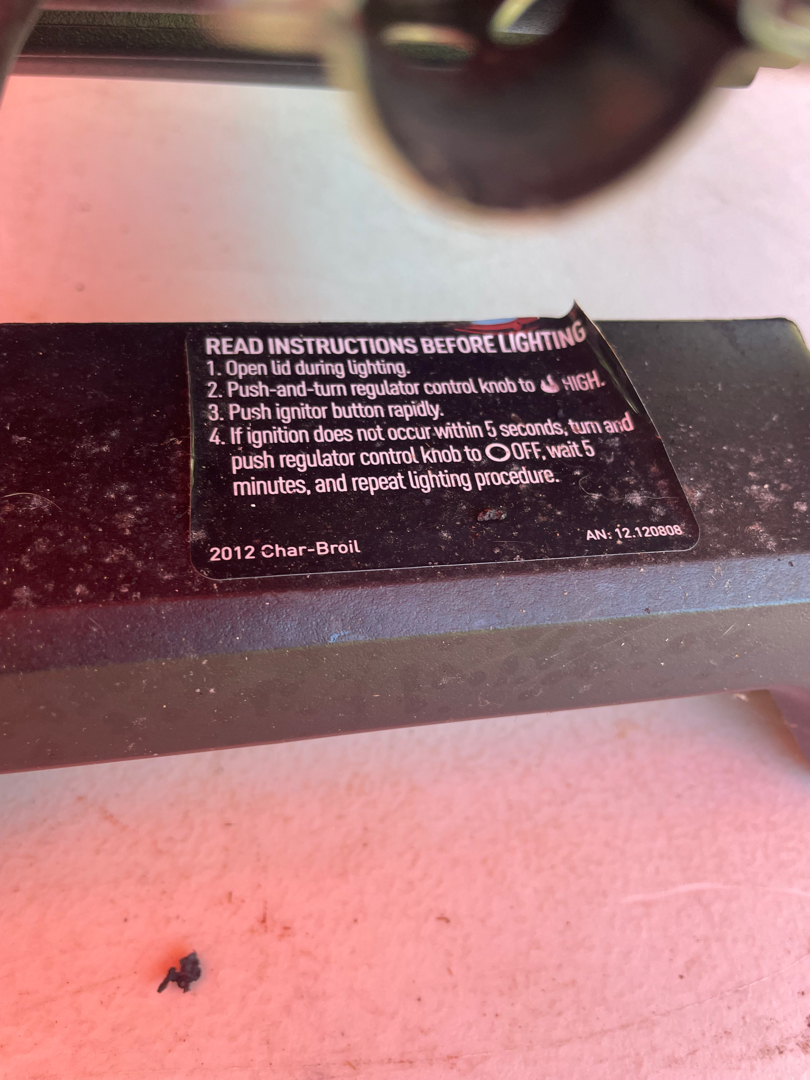 READ INSTRUCTIONS BEFORE LIGHTING
1. Open lid during lighting.
2. Push-and-turn regulator control knob to HIGH.
3. Push ignitor button rapidly.
4. If ignition does not occur within 5 seconds, turn and
push regulator control knob to OFF, wait 5
minutes, and repeat lighting procedure.
2012 Char-Broil
AN: 12.120808